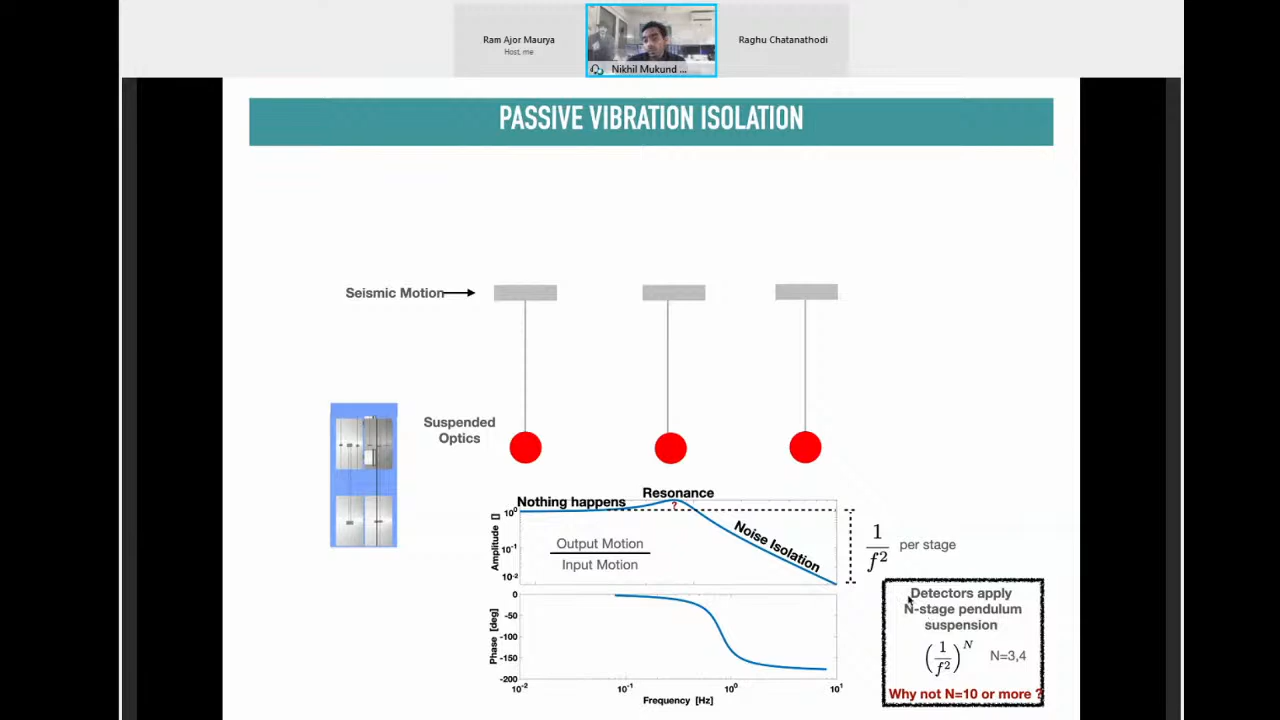 Ram Ajor Maurya
Host, me
Nikhil Mukund ...
Raghu Chatanathodi
PASSIVE VIBRATION ISOLATION
Seismic Motion
Suspended
Optics
Nothing happens
Resonance
?
Noise Isolation
Output Motion
Input Motion
Amplitude []
10⁰
10⁻¹
10⁻²
1
f²
per stage
Phase [deg]
0
-50
-100
-150
-200
10⁻²
10⁻¹
10⁰
10¹
Frequency [Hz]
Detectors apply
N-stage pendulum
suspension
(1/f²)ᴺ N=3,4
Why not N=10 or more ?